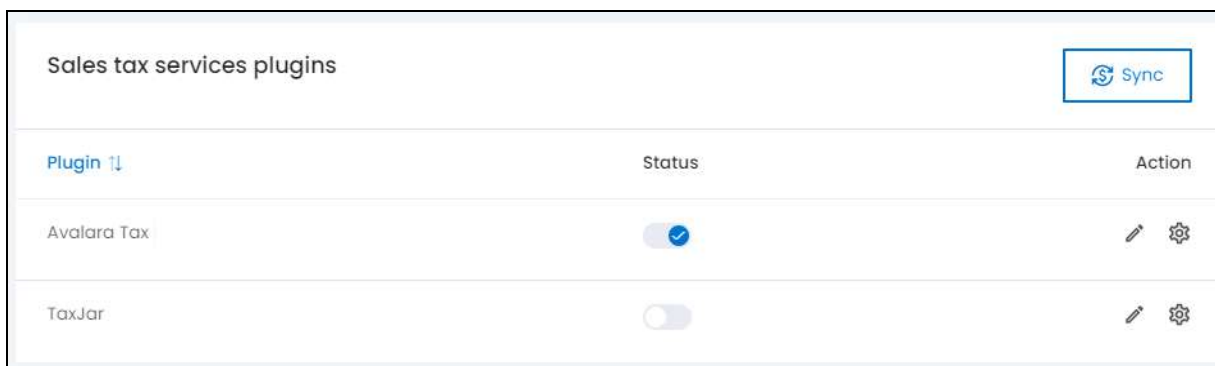 Sales tax services plugins
Sync
Plugin Status Action
Avalara Tax
TaxJar